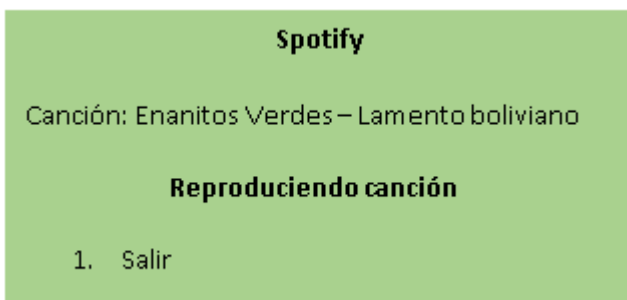 Spotify
Canción: Enanitos Verdes – Lamento boliviano
Reproduciendo canción
1. Salir